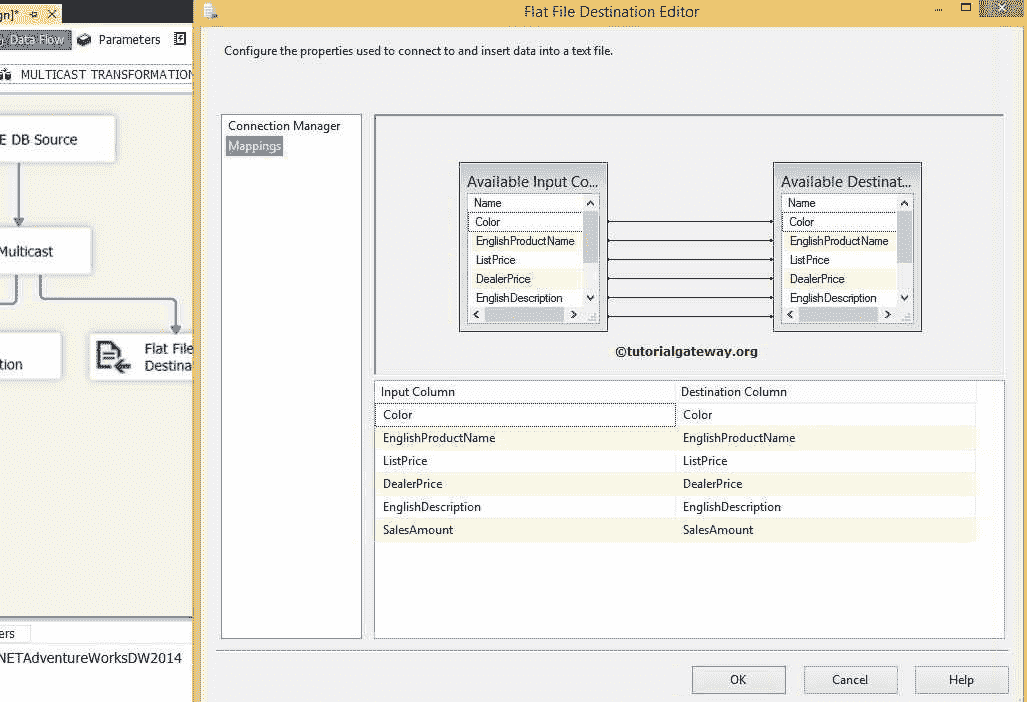 gn]*
Flat File Destination Editor
Data Flow Parameters
MULTICAST TRANSFORMATION
Configure the properties used to connect to and insert data into a text file.
E DB Source
Multicast
tion
Flat File
Destina
Connection Manager
Mappings
Available Input Co...
Name
Color
EnglishProductName
ListPrice
DealerPrice
EnglishDescription
Available Destinat...
Name
Color
EnglishProductName
ListPrice
DealerPrice
EnglishDescription
©tutorialgateway.org
Input Column Destination Column
Color Color
EnglishProductName EnglishProductName
ListPrice ListPrice
DealerPrice DealerPrice
EnglishDescription EnglishDescription
SalesAmount SalesAmount
ers
NETAdventureWorksDW2014
OK Cancel Help